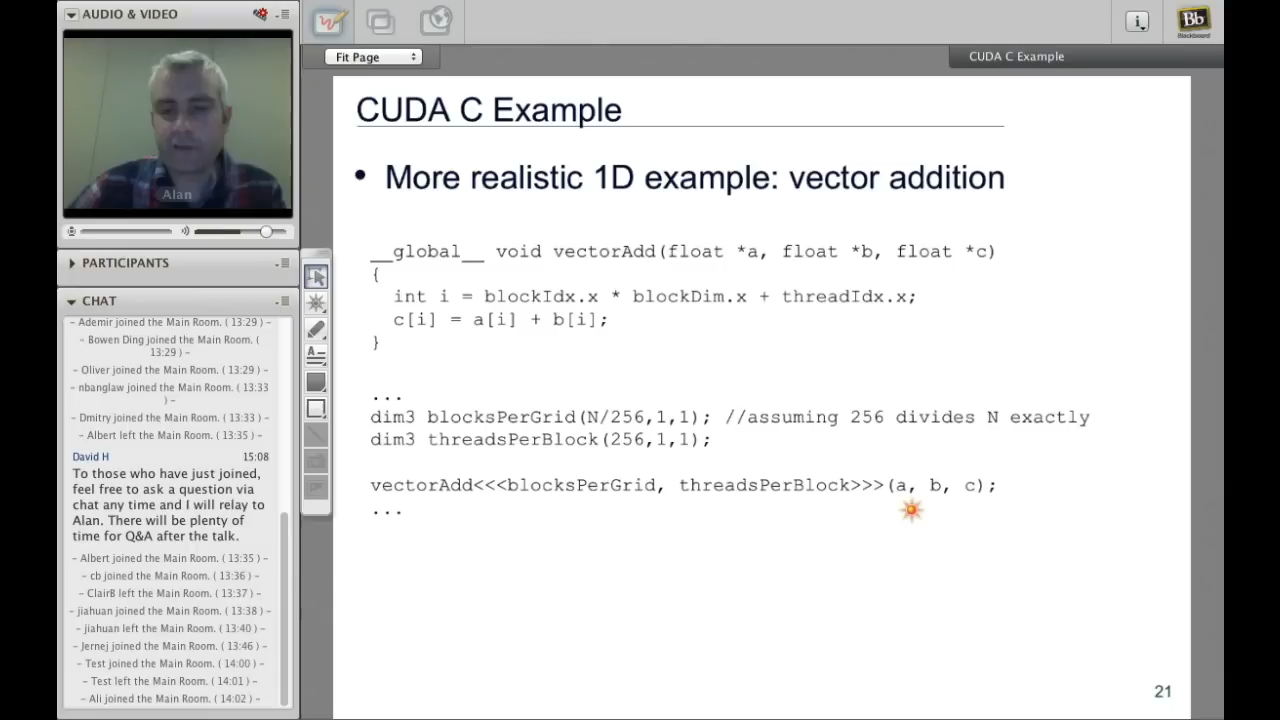 AUDIO & VIDEO
Alan
PARTICIPANTS
CHAT
- Ademir joined the Main Room. ( 13:29 ) -
- Bowen Ding joined the Main Room. (
13:29 ) -
- Oliver joined the Main Room. ( 13:29 ) -
- nbanglaw joined the Main Room. ( 13:33
) -
- Dmitry joined the Main Room. ( 13:33 ) -
- Albert left the Main Room. ( 13:35 ) -
David H 15:08
To those who have just joined,
feel free to ask a question via
chat any time and I will relay to
Alan. There will be plenty of
time for Q&A after the talk.
- Albert joined the Main Room. ( 13:35 ) -
- cb joined the Main Room. ( 13:36 ) -
- ClairB left the Main Room. ( 13:37 ) -
- jiahuan joined the Main Room. ( 13:38 ) -
- jiahuan left the Main Room. ( 13:40 ) -
- Jernej joined the Main Room. ( 13:46 ) -
- Test joined the Main Room. ( 14:00 ) -
- Test left the Main Room. ( 14:01 ) -
- Ali joined the Main Room. ( 14:02 ) -
Fit Page
CUDA C Example
Bb
Blackboard
CUDA C Example
• More realistic 1D example: vector addition
__global__ void vectorAdd(float *a, float *b, float *c)
{
int i = blockIdx.x * blockDim.x + threadIdx.x;
c[i] = a[i] + b[i];
}
...
dim3 blocksPerGrid(N/256,1,1); //assuming 256 divides N exactly
dim3 threadsPerBlock(256,1,1);
vectorAdd<<<blocksPerGrid, threadsPerBlock>>>(a, b, c);
...
21